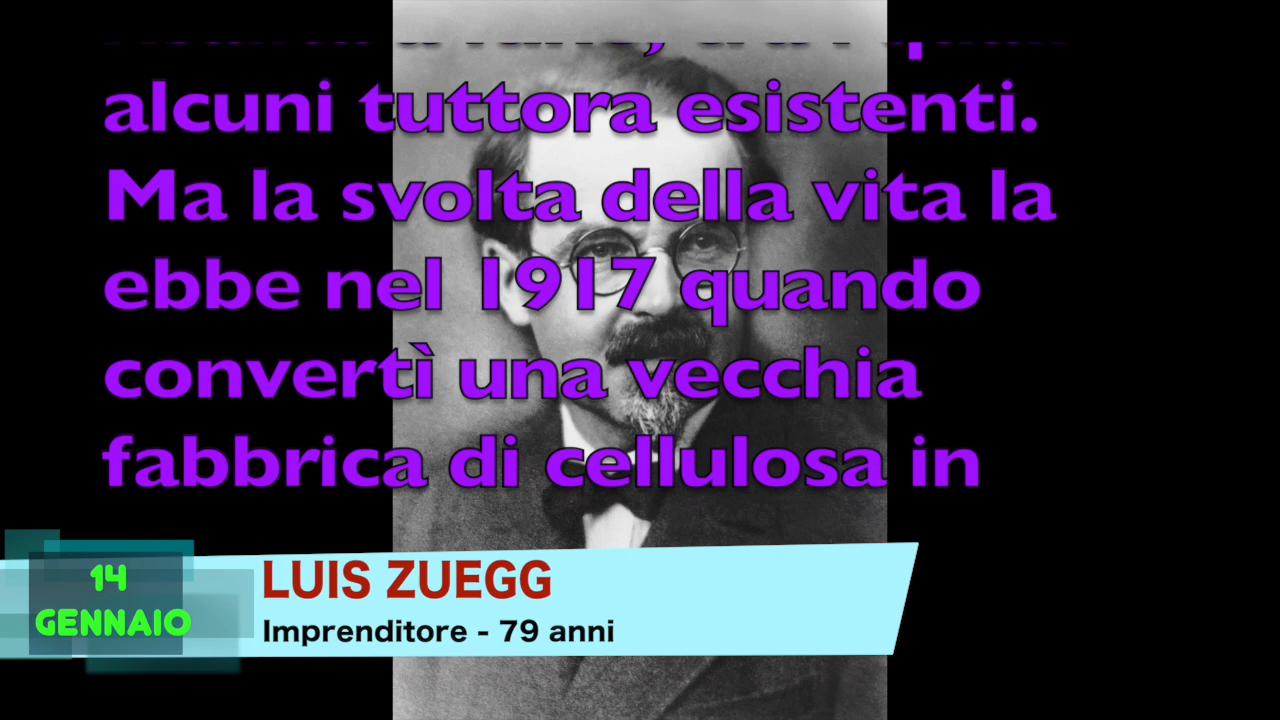 alcuni tuttora esistenti.
Ma la svolta della vita la
ebbe nel 1917 quando
convertì una vecchia
fabbrica di cellulosa in
14
GENNAIO
LUIS ZUEGG
Imprenditore - 79 anni